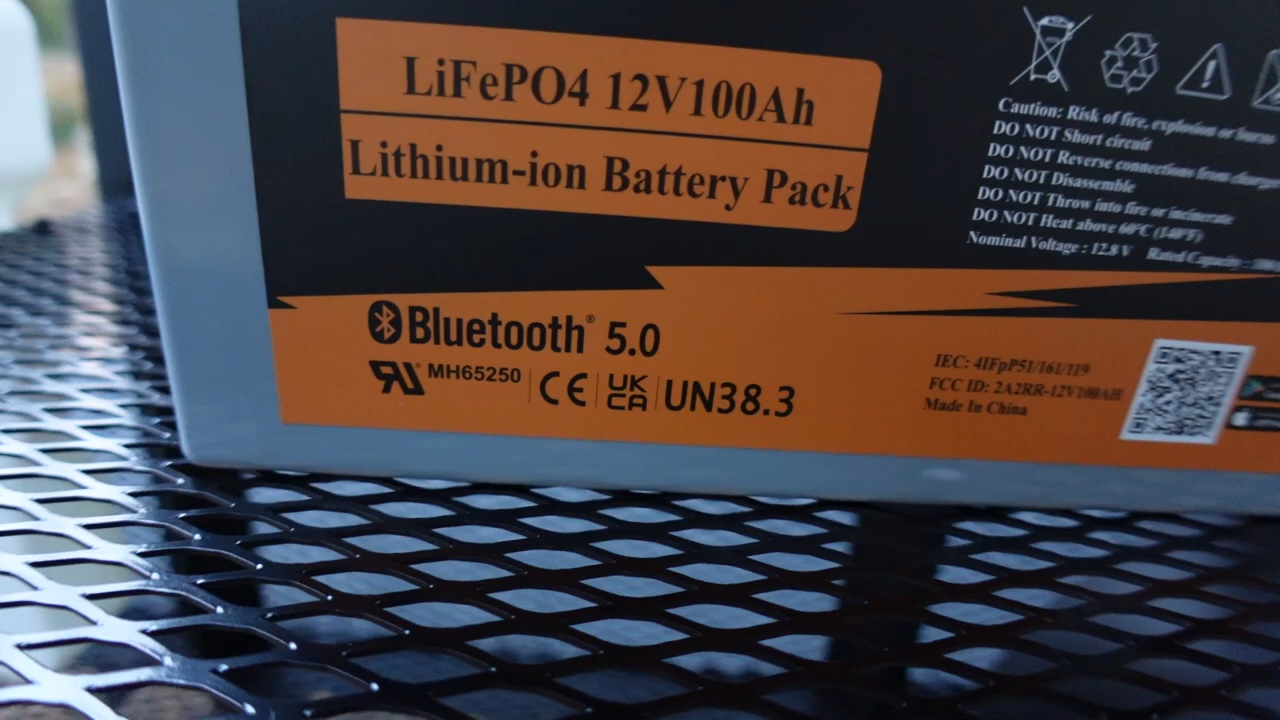 LiFePO4 12V100Ah
Lithium-ion Battery Pack
Caution: Risk of fire, explosion or burns
DO NOT Short circuit
DO NOT Reverse connections from
DO NOT Disassemble
DO NOT Throw into fire or incinerate
DO NOT Heat above 60°C (140°F)
Nominal Voltage : 12.8 V Rated Capacity :
Bluetooth® 5.0
MH65250 CE UKCA UN38.3
IEC: 4IFpP51/161/119
FCC ID: 2A2RR-12V100AH
Made In China